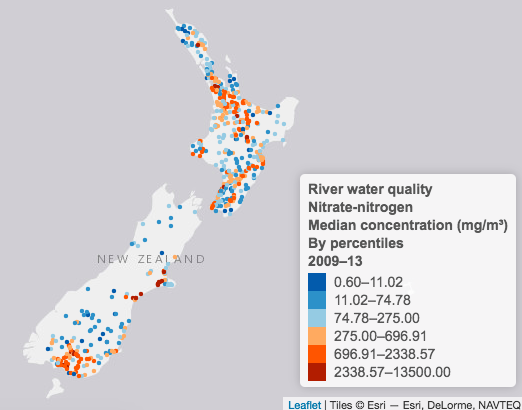 NEW ZEALAND
River water quality
Nitrate-nitrogen
Median concentration (mg/m³)
By percentiles
2009–13
0.60–11.02
11.02–74.78
74.78–275.00
275.00–696.91
696.91–2338.57
2338.57–13500.00
Leaflet | Tiles © Esri — Esri, DeLorme, NAVTEQ